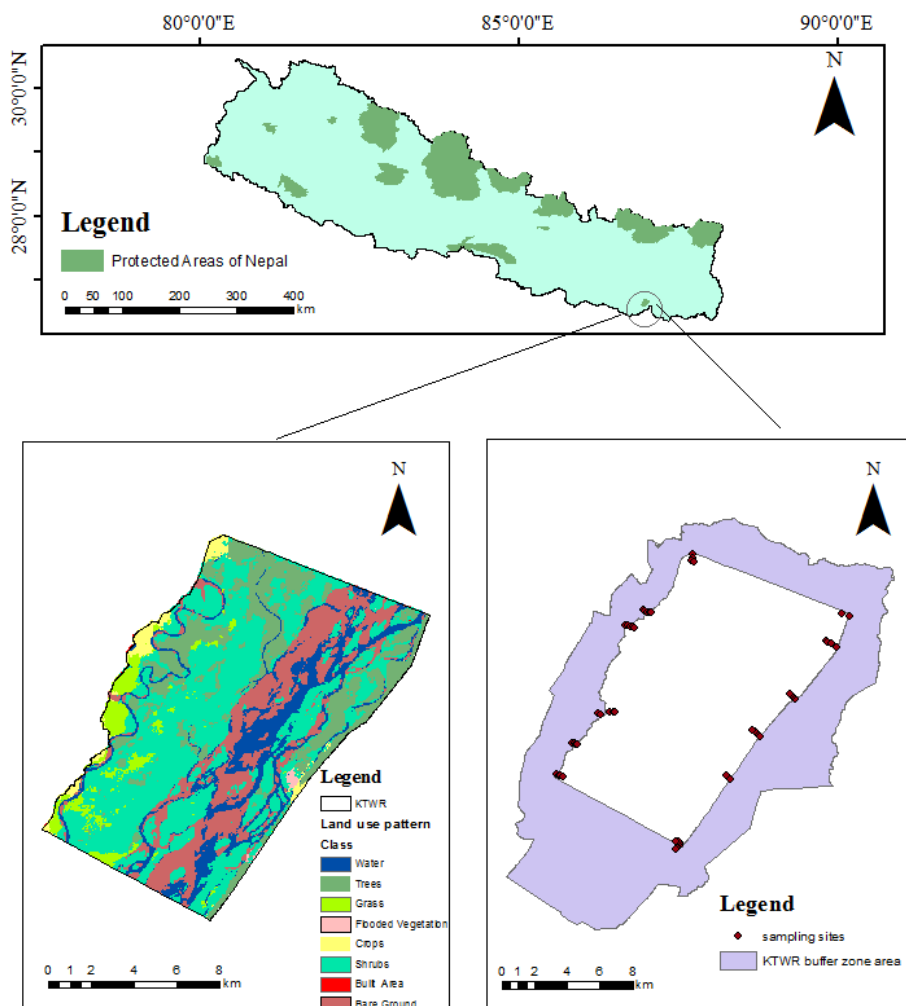 80°0'0"E 85°0'0"E 90°0'0"E
30°0'0"N
28°0'0"N
N
Legend
Protected Areas of Nepal
0 50 100 200 300 400
km
N
Legend
KTWR
Land use pattern
Class
Water
Trees
Grass
Flooded Vegetation
Crops
Shrubs
Built Area
Bare Ground
0 1 2 4 6 8
km
N
Legend
sampling sites
KTWR buffer zone area
0 1 2 4 6 8
km